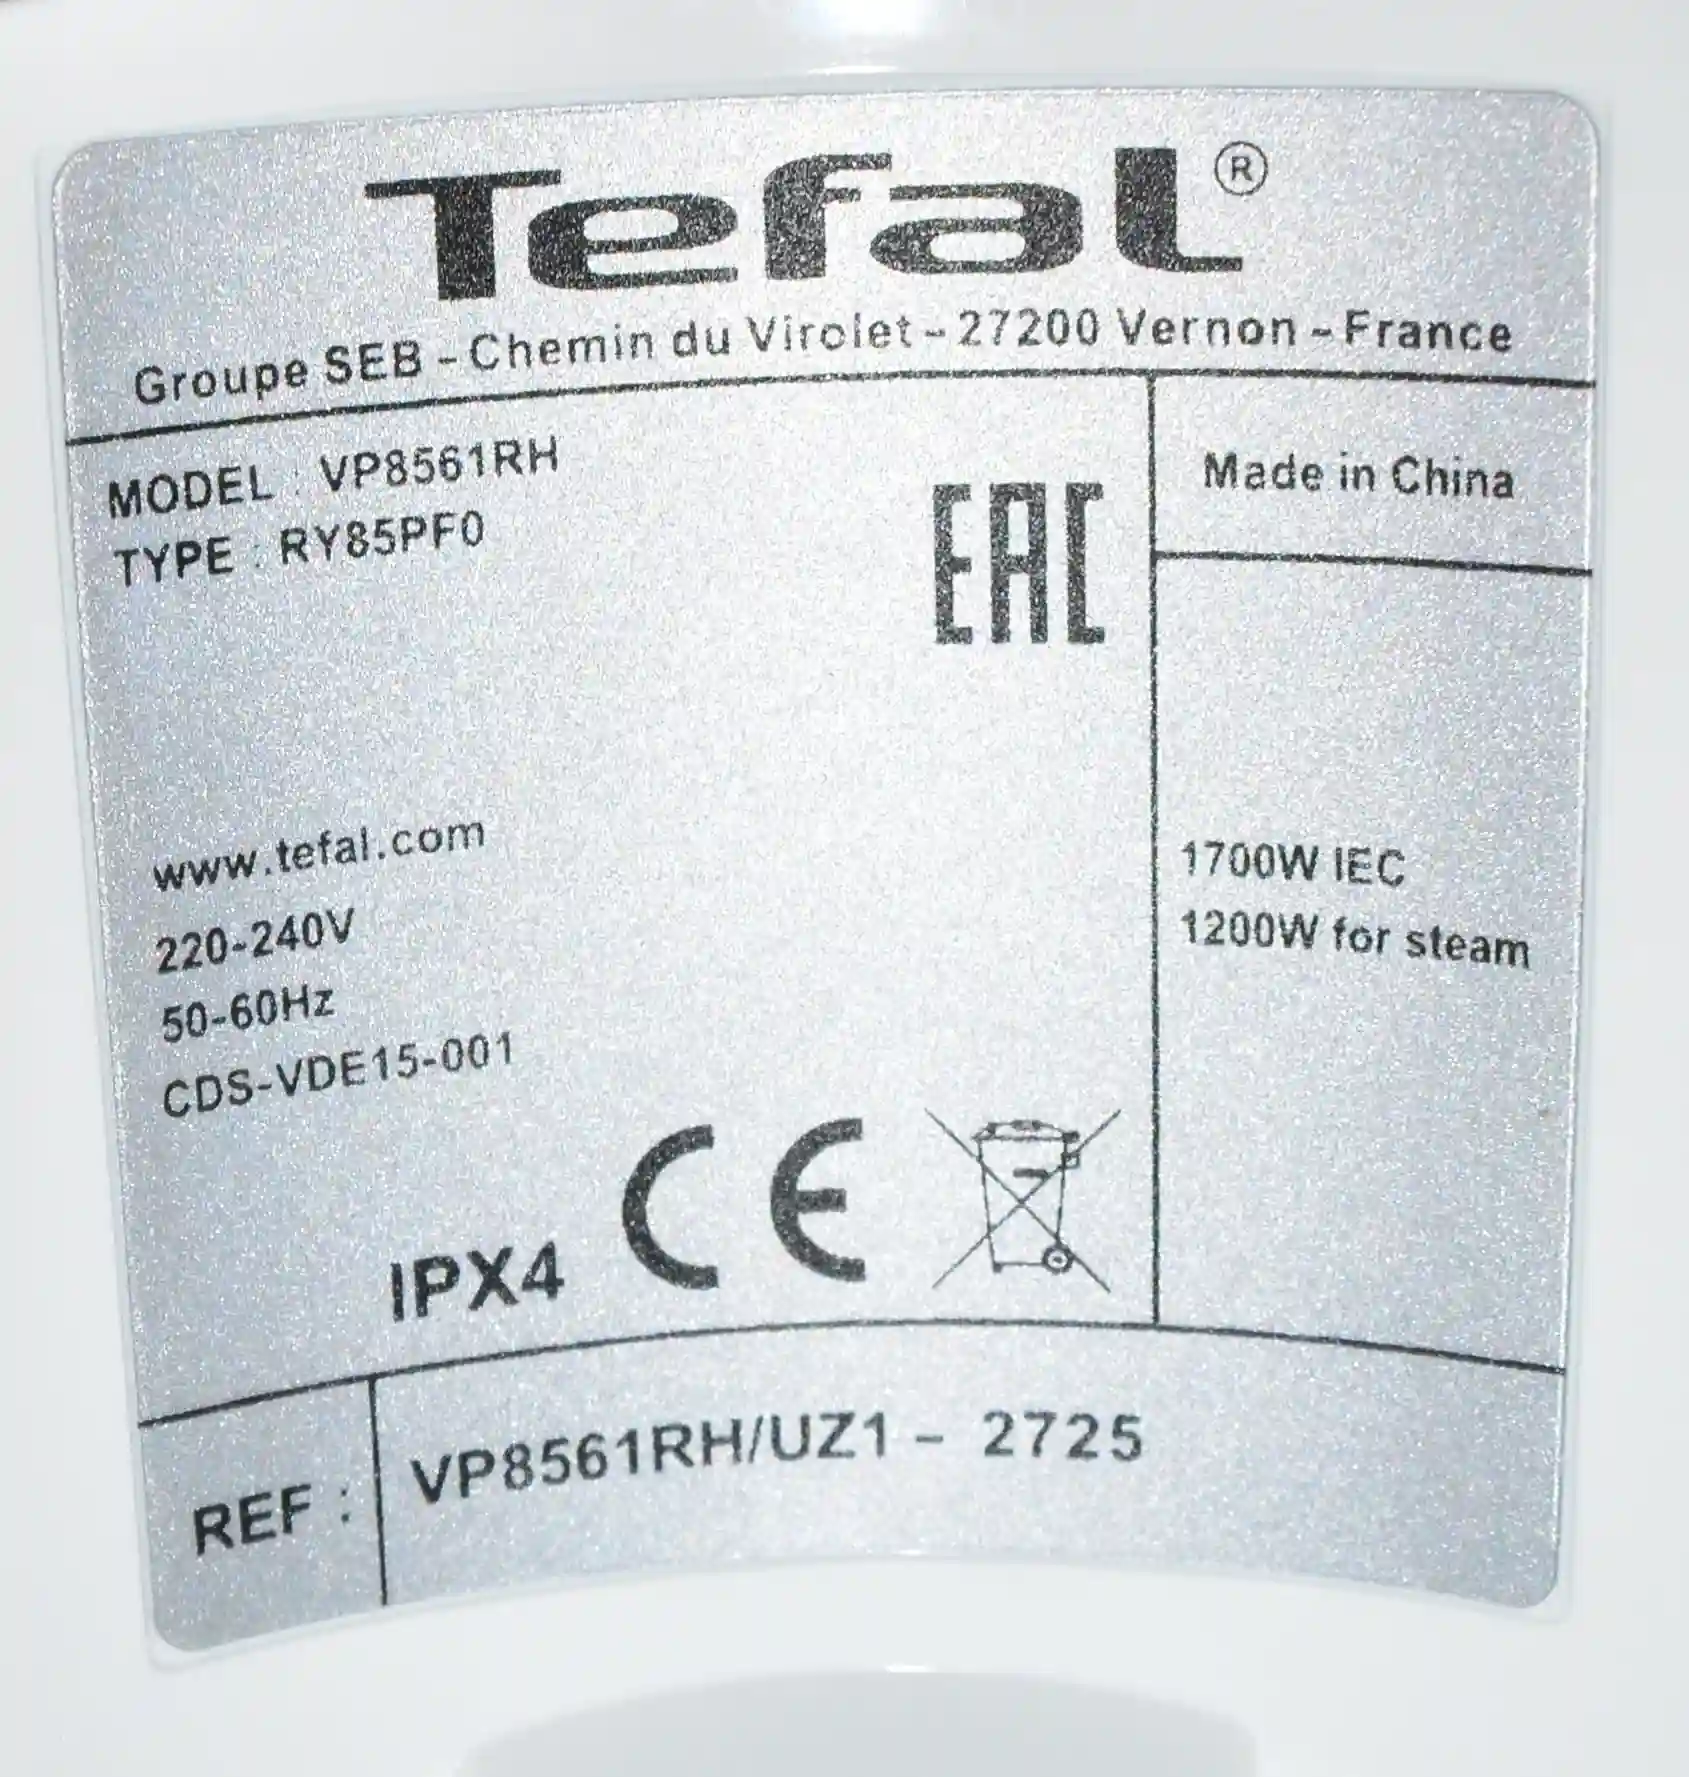 Tefal®
Groupe SEB - Chemin du Virolet - 27200 Vernon - France
MODEL : VP8561RH
TYPE : RY85PF0
EAC
Made in China
www.tefal.com
220-240V
50-60Hz
CDS-VDE15-001
1700W IEC
1200W for steam
IPX4 CE
REF : VP8561RH/UZ1 - 2725